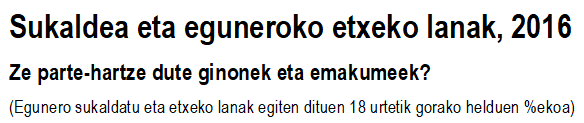 Sukaldea eta eguneroko etxeko lanak, 2016
Ze parte-hartze dute ginonek eta emakumeek?
(Egunero sukaldatu eta etxeko lanak egiten dituen 18 urtetik gorako helduen %ekoa)